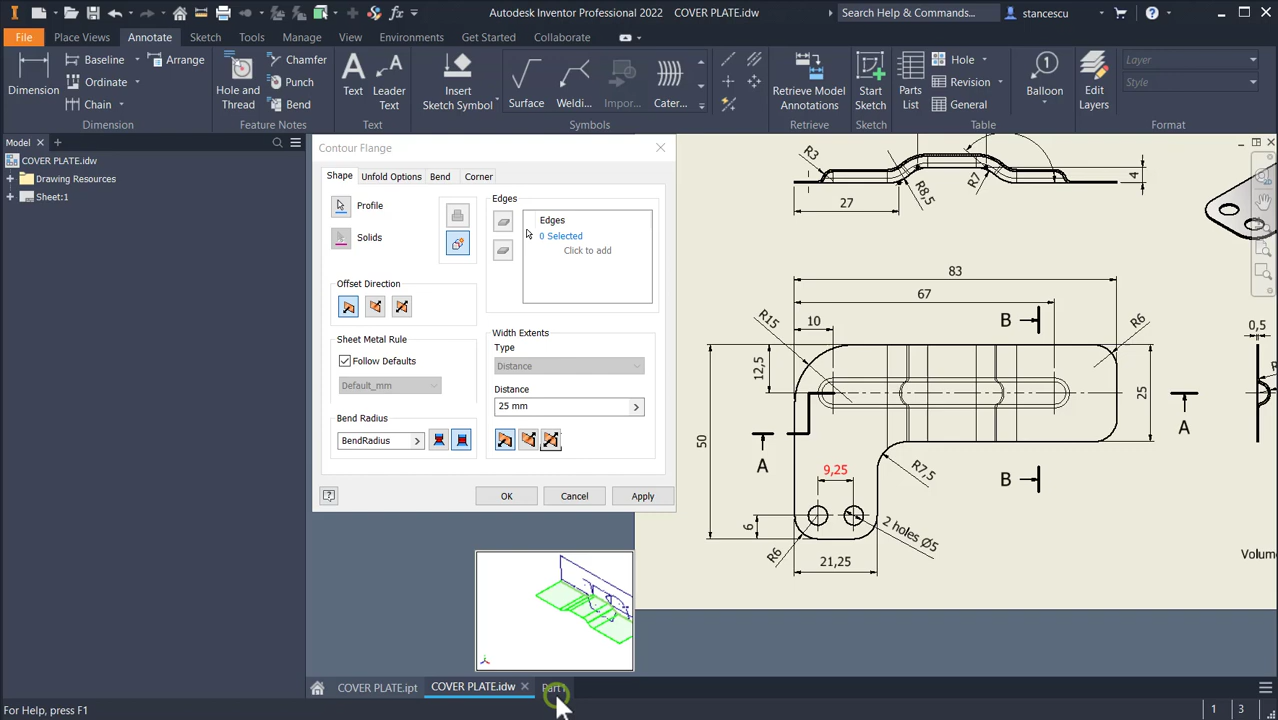 Autodesk Inventor Professional 2022 COVER PLATE.idw
Search Help & Commands...
stancescu
File
Place Views
Annotate
Sketch
Tools
Manage
View
Environments
Get Started
Collaborate
Dimension
Baseline
Ordinate
Chain
Arrange
Dimension
Hole and Thread
Chamfer
Punch
Bend
Feature Notes
Text
Leader Text
Text
Insert Sketch Symbol
Surface
Weldi...
Impor...
Cater...
Symbols
Retrieve Model Annotations
Retrieve
Start Sketch
Sketch
Parts List
Hole
Revision
General
Table
Balloon
Edit Layers
Layer
Style
Format
Model
COVER PLATE.idw
Drawing Resources
Sheet:1
Contour Flange
Shape
Unfold Options
Bend
Corner
Profile
Solids
Edges
Edges
0 Selected
Click to add
Offset Direction
Sheet Metal Rule
Follow Defaults
Default_mm
Bend Radius
BendRadius
Width Extents
Type
Distance
Distance
25 mm
OK
Cancel
Apply
R3
27
R8,5
R7
4
83
67
10
R15
B
R6
12,5
50
25
0,5
A
A
9,25
R7,5
B
6
R6
2 holes Ø5
21,25
Volum
COVER PLATE.ipt
COVER PLATE.idw
Part1
For Help, press F1
1
3